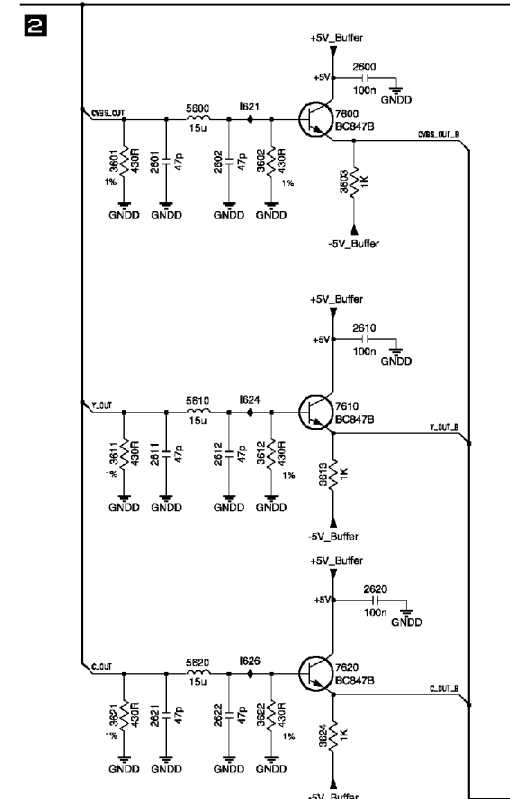 2
+5V_Buffer
2600
+5V
100n
GNDD
CVBS_OUT
5600
I621
15u
7600
BC847B
CVBS_OUT_B
3601
430R
1%
2601
47p
2602
47p
3602
430R
1%
3603
1K
GNDD
GNDD
GNDD
GNDD
-5V_Buffer
+5V_Buffer
2610
+5V
100n
GNDD
Y_OUT
5610
I624
15u
7610
BC847B
Y_OUT_B
3611
430R
1%
2611
47p
2612
47p
3612
430R
1%
3613
1K
GNDD
GNDD
GNDD
GNDD
-5V_Buffer
+5V_Buffer
2620
+5V
100n
GNDD
C_OUT
5620
I626
15u
7620
BC847B
C_OUT_B
3621
430R
1%
2621
47p
2622
47p
3622
430R
1%
3624
1K
GNDD
GNDD
GNDD
GNDD
-5V_Buffer